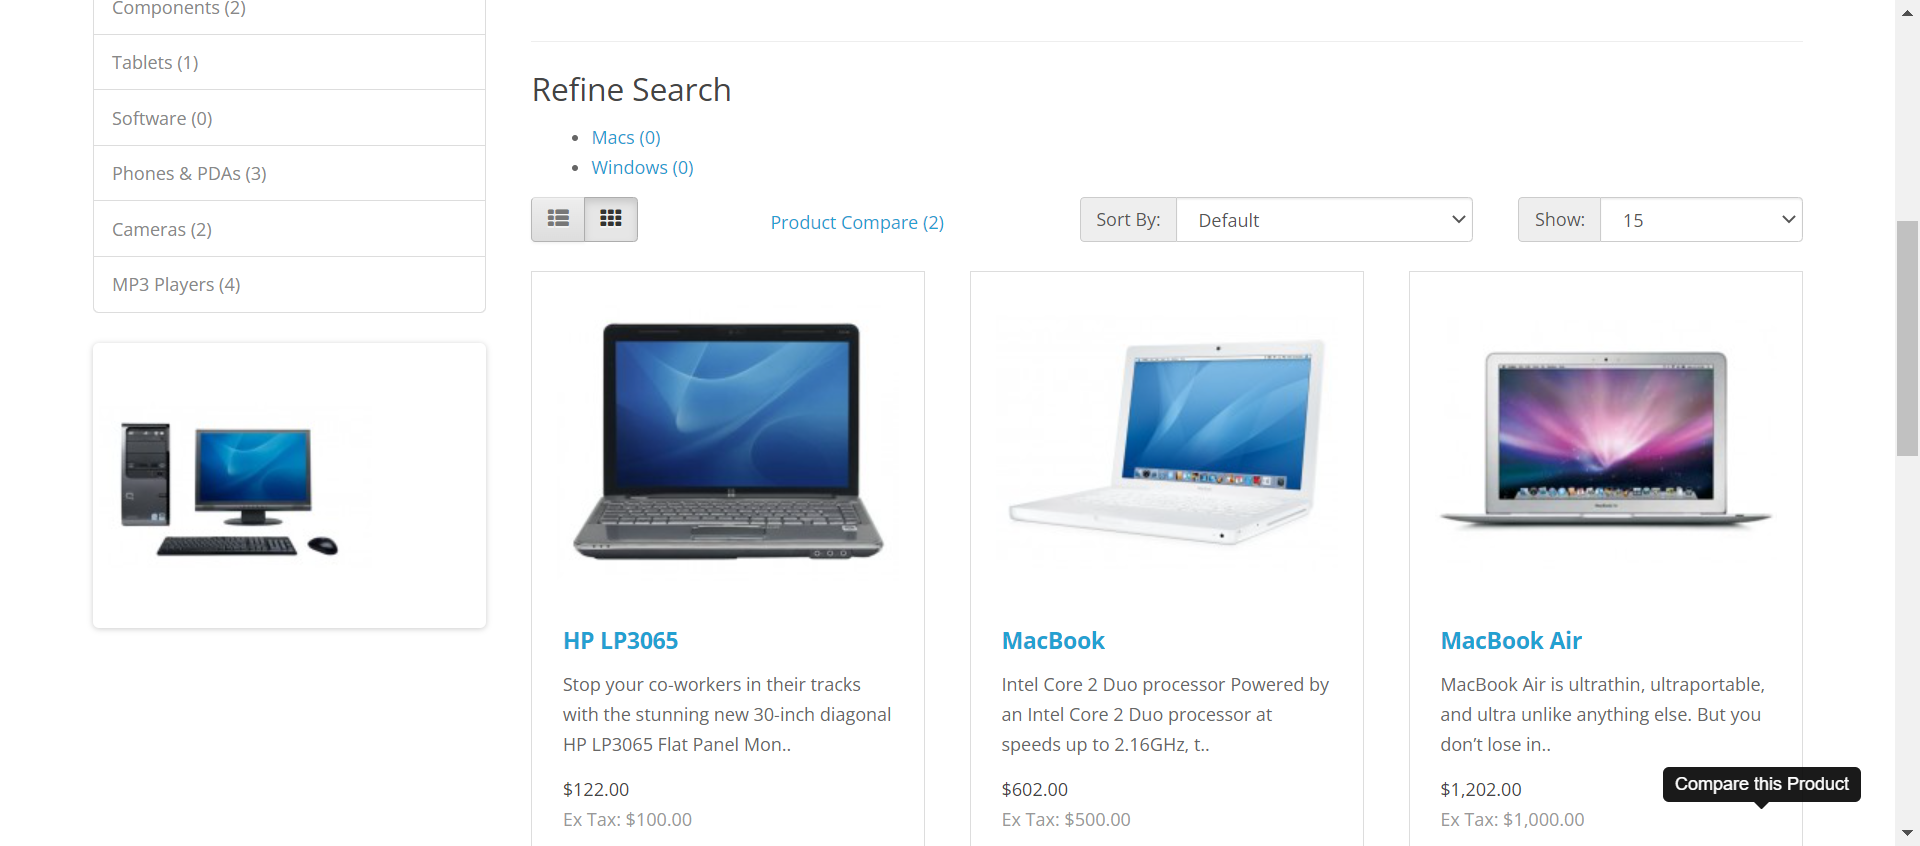 Components (2)
Tablets (1)
Software (0)
Phones & PDAs (3)
Cameras (2)
MP3 Players (4)
Refine Search
Macs (0)
Windows (0)
Product Compare (2)
Sort By:
Default
Show:
15
HP LP3065
Stop your co-workers in their tracks
with the stunning new 30-inch diagonal
HP LP3065 Flat Panel Mon..
$122.00
Ex Tax: $100.00
MacBook
Intel Core 2 Duo processor Powered by
an Intel Core 2 Duo processor at
speeds up to 2.16GHz, t..
$602.00
Ex Tax: $500.00
MacBook Air
MacBook Air is ultrathin, ultraportable,
and ultra unlike anything else. But you
don’t lose in..
$1,202.00
Ex Tax: $1,000.00
Compare this Product